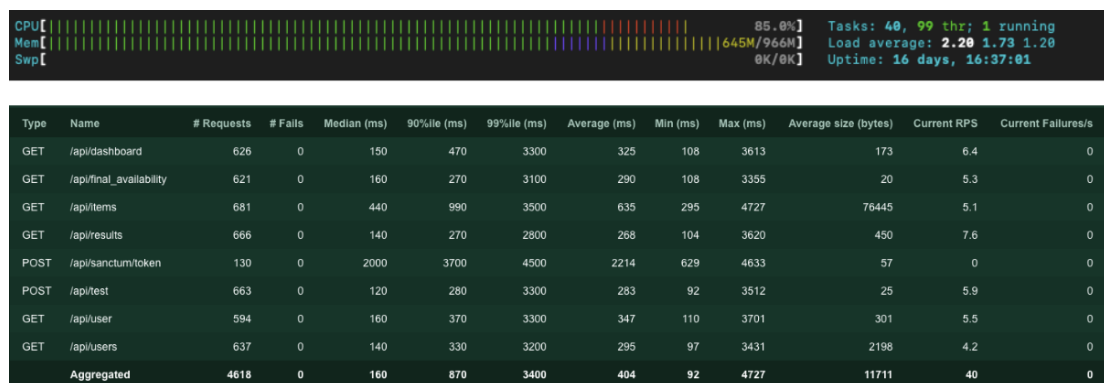 CPU[ 85.0%] Tasks: 40, 99 thr; 1 running
Mem[ 645M/966M] Load average: 2.20 1.73 1.20
Swp[ 0K/0K] Uptime: 16 days, 16:37:01
Type Name # Requests # Fails Median (ms) 90%ile (ms) 99%ile (ms) Average (ms) Min (ms) Max (ms) Average size (bytes) Current RPS Current Failures/s
GET /api/dashboard 626 0 150 470 3300 325 108 3613 173 6.4 0
GET /api/final_availability 621 0 160 270 3100 290 108 3355 20 5.3 0
GET /api/items 681 0 440 990 3500 635 295 4727 76445 5.1 0
GET /api/results 666 0 140 270 2800 268 104 3620 450 7.6 0
POST /api/sanctum/token 130 0 2000 3700 4500 2214 629 4633 57 0 0
POST /api/test 663 0 120 280 3300 283 92 3512 25 5.9 0
GET /api/user 594 0 160 370 3300 347 110 3701 301 5.5 0
GET /api/users 637 0 140 330 3200 295 97 3431 2198 4.2 0
Aggregated 4618 0 160 870 3400 404 92 4727 11711 40 0